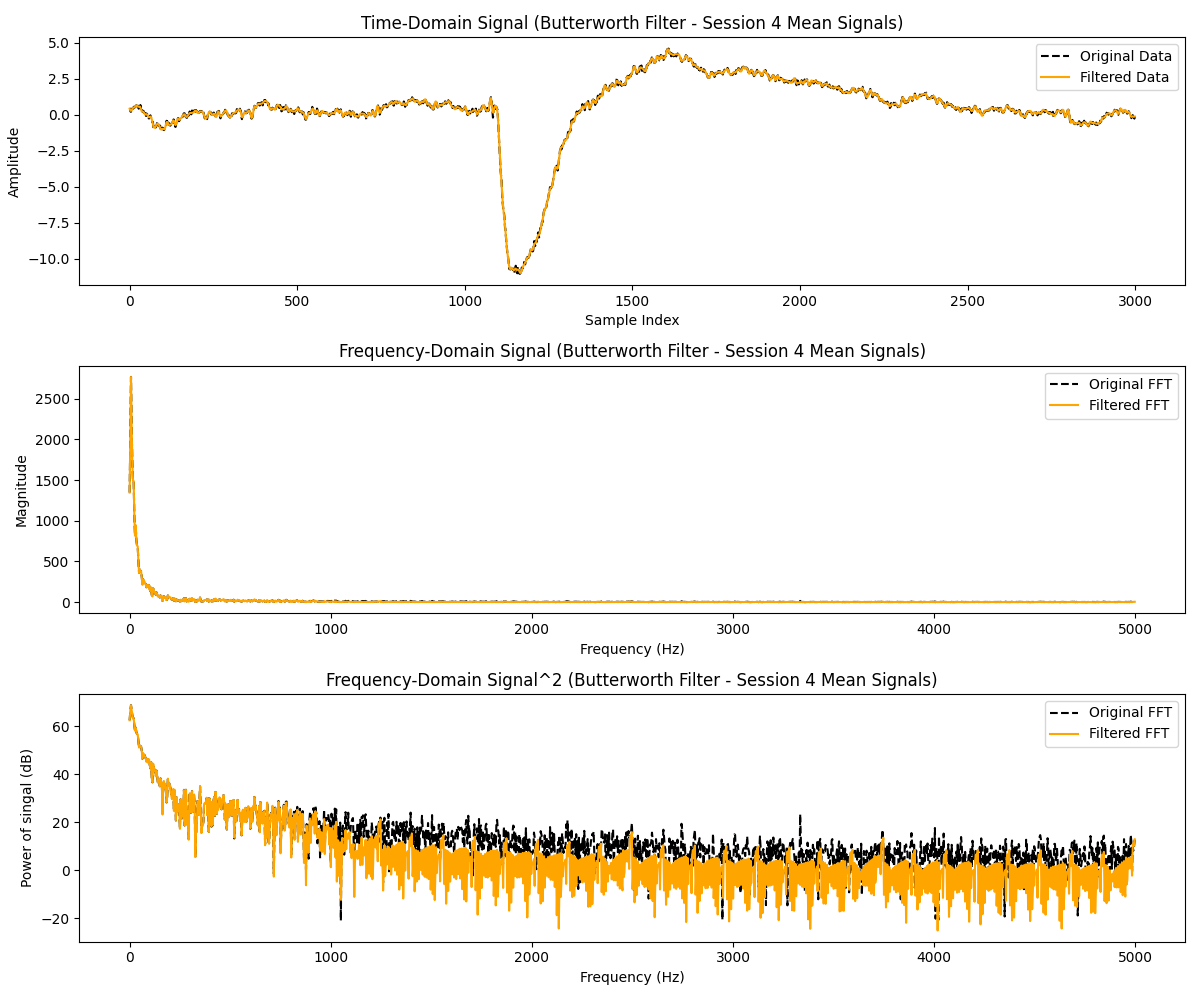 Time-Domain Signal (Butterworth Filter - Session 4 Mean Signals)
5.0
2.5
0.0
−2.5
−5.0
−7.5
−10.0
Amplitude
Original Data
Filtered Data
0 500 1000 1500 2000 2500 3000
Sample Index
Frequency-Domain Signal (Butterworth Filter - Session 4 Mean Signals)
2500
2000
1500
1000
500
0
Magnitude
Original FFT
Filtered FFT
0 1000 2000 3000 4000 5000
Frequency (Hz)
Frequency-Domain Signal^2 (Butterworth Filter - Session 4 Mean Signals)
60
40
20
0
−20
Power of singal (dB)
Original FFT
Filtered FFT
0 1000 2000 3000 4000 5000
Frequency (Hz)